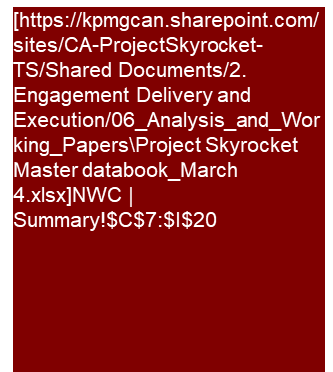 [https://kpmgcan.sharepoint.com/
sites/CA-ProjectSkyrocket-
TS/Shared Documents/2.
Engagement Delivery and
Execution/06_Analysis_and_Wor
king_Papers\Project Skyrocket
Master databook_March
4.xlsx]NWC |
Summary!$C$7:$I$20